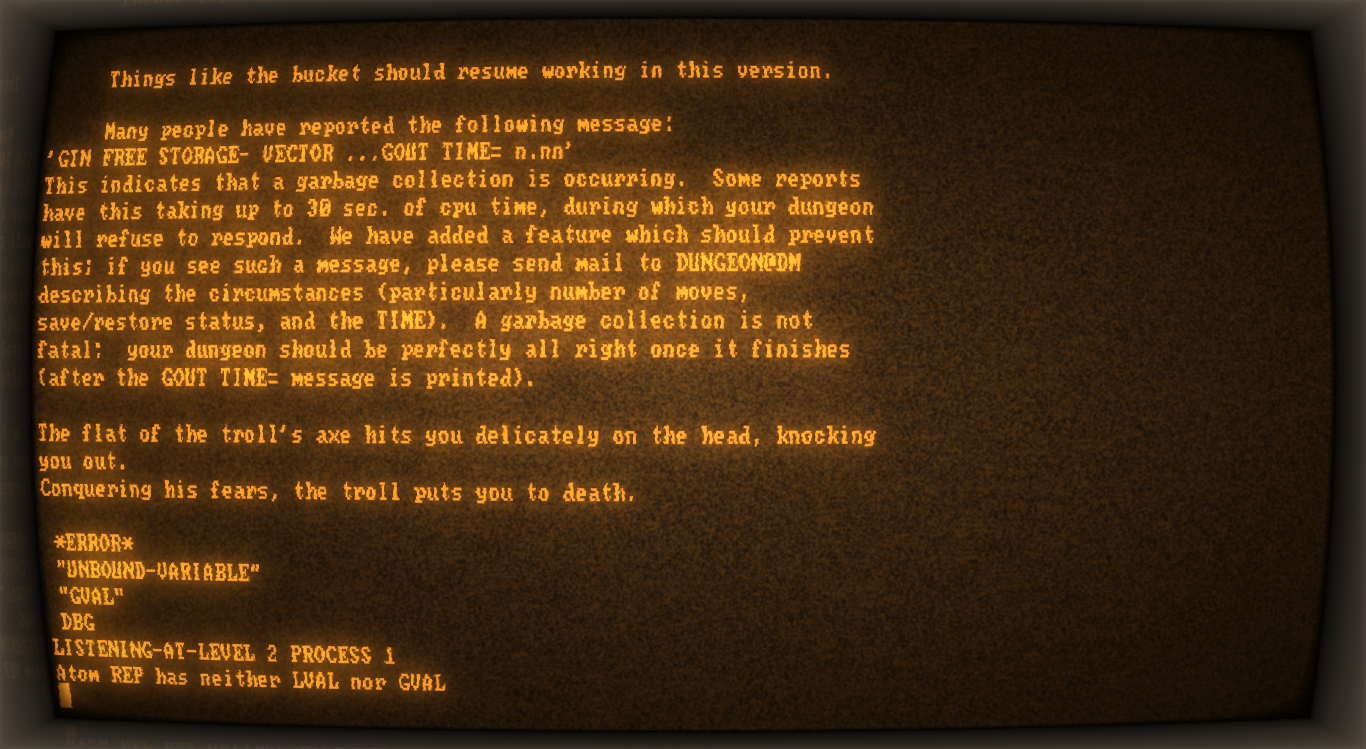 Things like the bucket should resume working in this version.
Many people have reported the following message:
'GIN FREE STORAGE- VECTOR ...GOUT TIME= n.nn'
This indicates that a garbage collection is occurring.  Some reports
have this taking up to 30 sec. of cpu time, during which your dungeon
will refuse to respond.  We have added a feature which should prevent
this; if you see such a message, please send mail to DUNGEON@DM
describing the circumstances (particularly number of moves,
save/restore status, and the TIME).  A garbage collection is not
fatal:  your dungeon should be perfectly all right once it finishes
(after the GOUT TIME= message is printed).
The flat of the troll's axe hits you delicately on the head, knocking
you out.
Conquering his fears, the troll puts you to death.
*ERROR*
"UNBOUND-VARIABLE"
"GVAL"
DBG
LISTENING-AT-LEVEL 2 PROCESS 1
Atom REP has neither LVAL nor GVAL